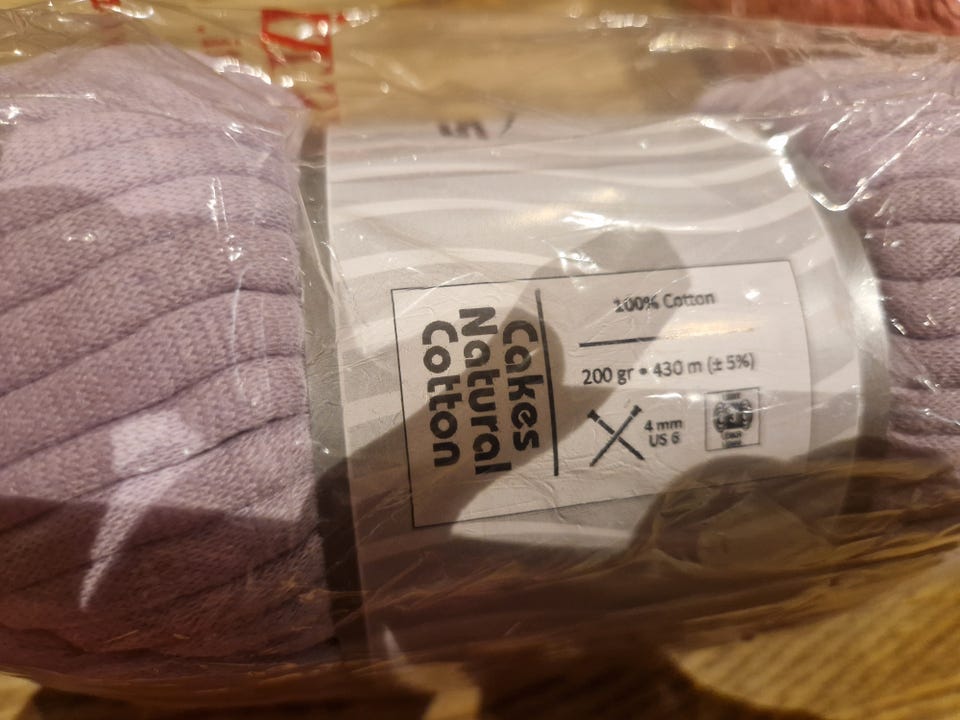 Cakes
Natural
Cotton
100% Cotton
200 gr • 430 m (± 5%)
4 mm
US 6